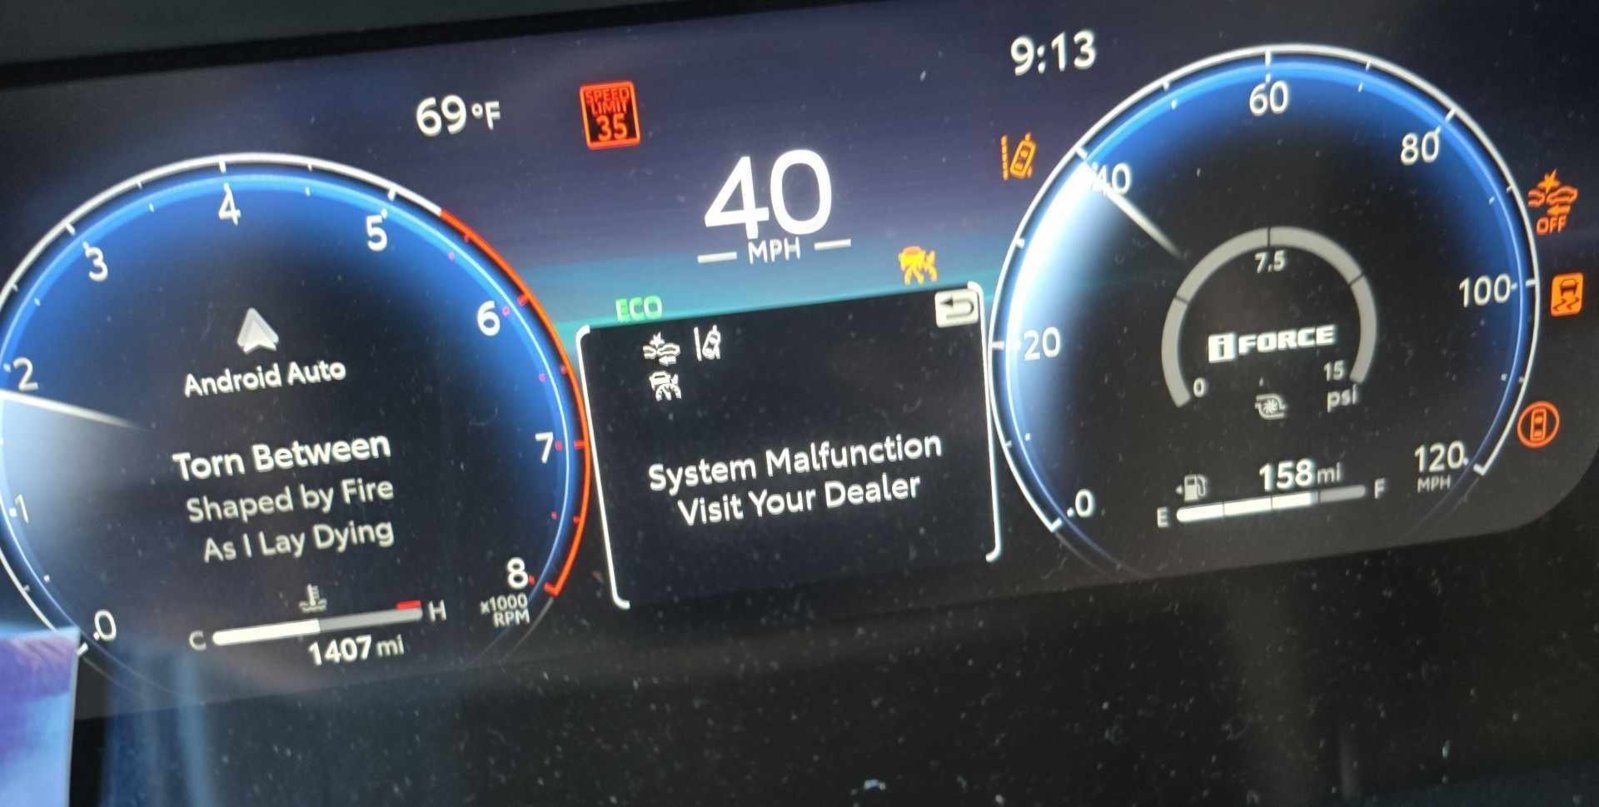 69°F
SPEED
LIMIT
35
9:13
40
MPH
ECO
0
1
2
3
4
5
6
7
8
x1000
RPM
Android Auto
Torn Between
Shaped by Fire
As I Lay Dying
C
H
1407 mi
System Malfunction
Visit Your Dealer
0
20
40
60
80
100
120
MPH
0
7.5
15
psi
i FORCE
158 mi
E
F
OFF